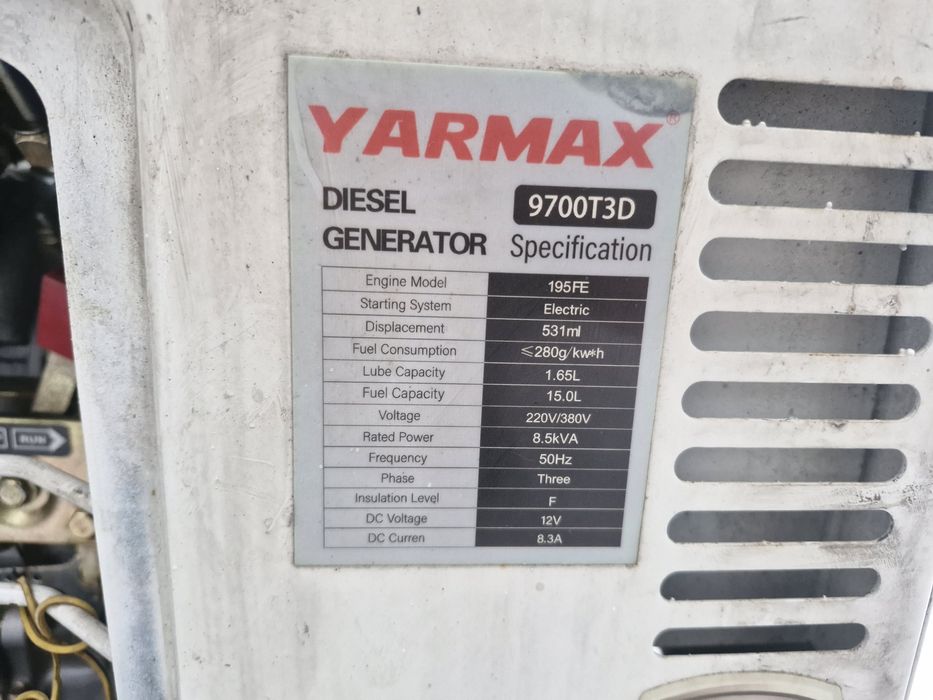 YARMAX®
DIESEL 9700T3D
GENERATOR Specification
Engine Model 195FE
Starting System Electric
Displacement 531ml
Fuel Consumption ≤280g/kw*h
Lube Capacity 1.65L
Fuel Capacity 15.0L
Voltage 220V/380V
Rated Power 8.5kVA
Frequency 50Hz
Phase Three
Insulation Level F
DC Voltage 12V
DC Curren 8.3A
RUN